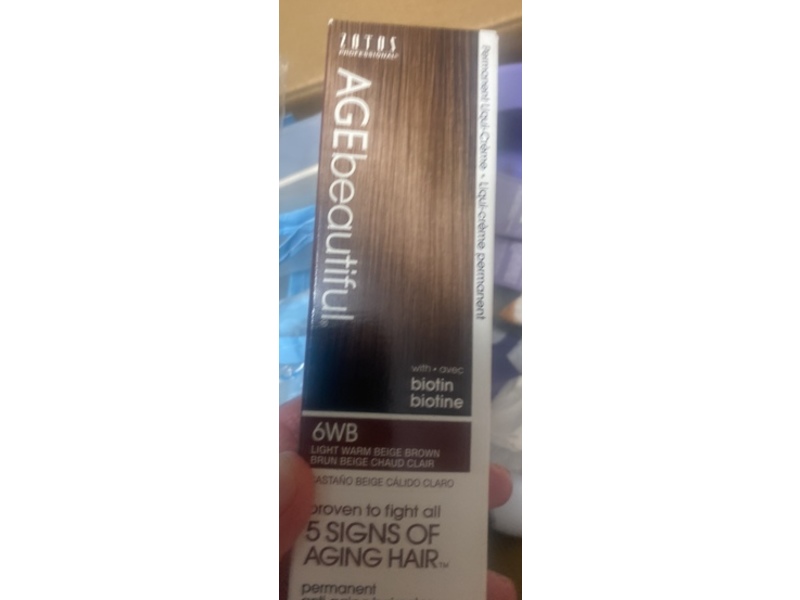 ZOTOS
PROFESSIONAL®
AGEbeautiful®
Permanent Liqui-Crème • Liqui-crème permanent
with • avec
biotin
biotine
6WB
LIGHT WARM BEIGE BROWN
BRUN BEIGE CHAUD CLAIR
CASTAÑO BEIGE CÁLIDO CLARO
proven to fight all
5 SIGNS OF
AGING HAIR™
permanent